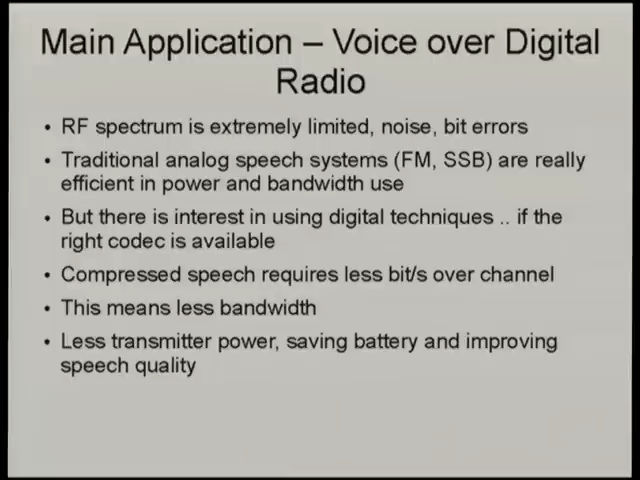 Main Application – Voice over Digital
Radio
• RF spectrum is extremely limited, noise, bit errors
• Traditional analog speech systems (FM, SSB) are really
efficient in power and bandwidth use
• But there is interest in using digital techniques .. if the
right codec is available
• Compressed speech requires less bit/s over channel
• This means less bandwidth
• Less transmitter power, saving battery and improving
speech quality